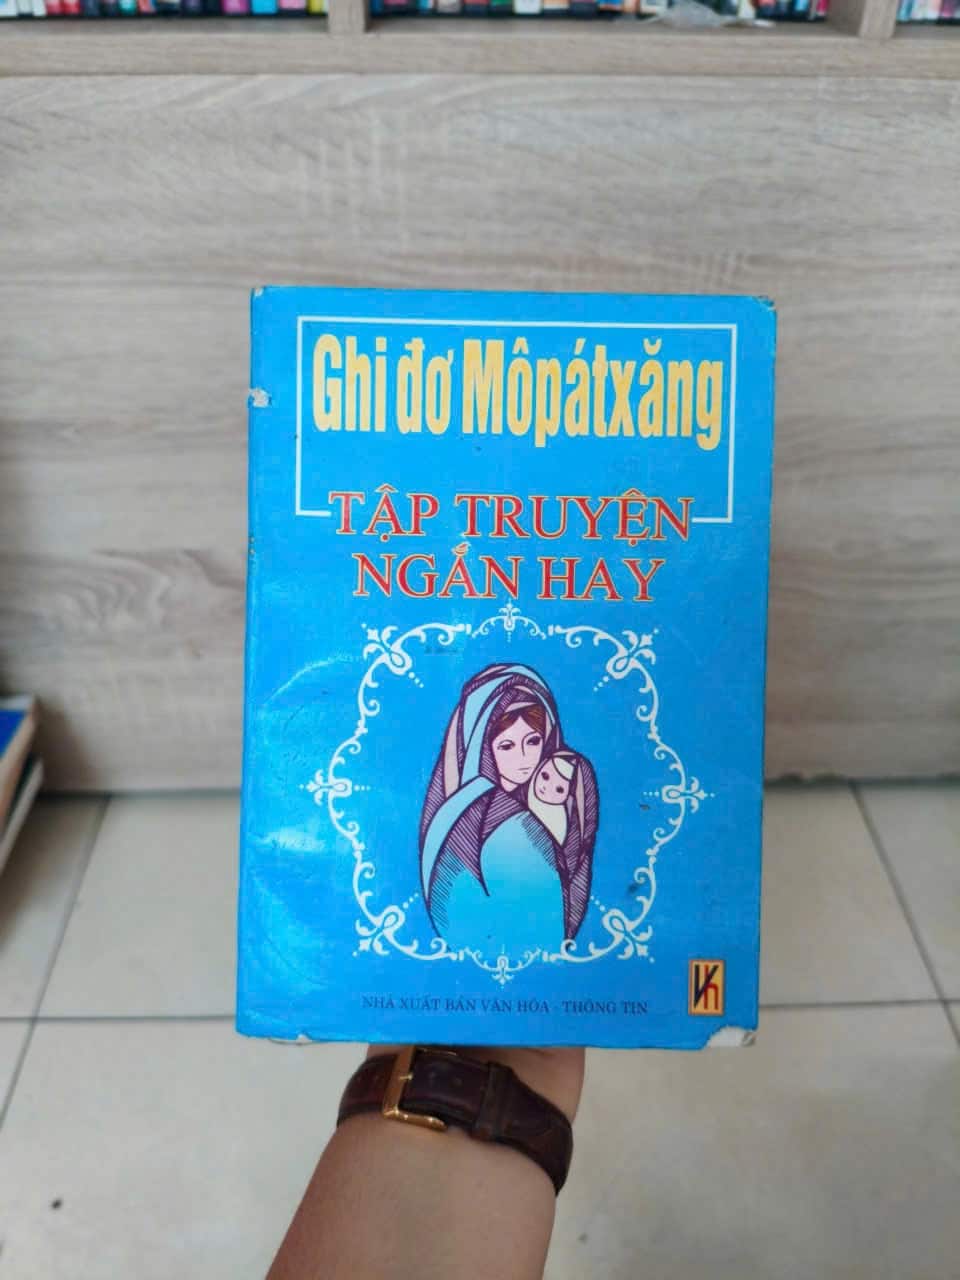 Ghi đơ Môpátxăng
TẬP TRUYỆN
NGẮN HAY
NHÀ XUẤT BẢN VĂN HÓA - THÔNG TIN